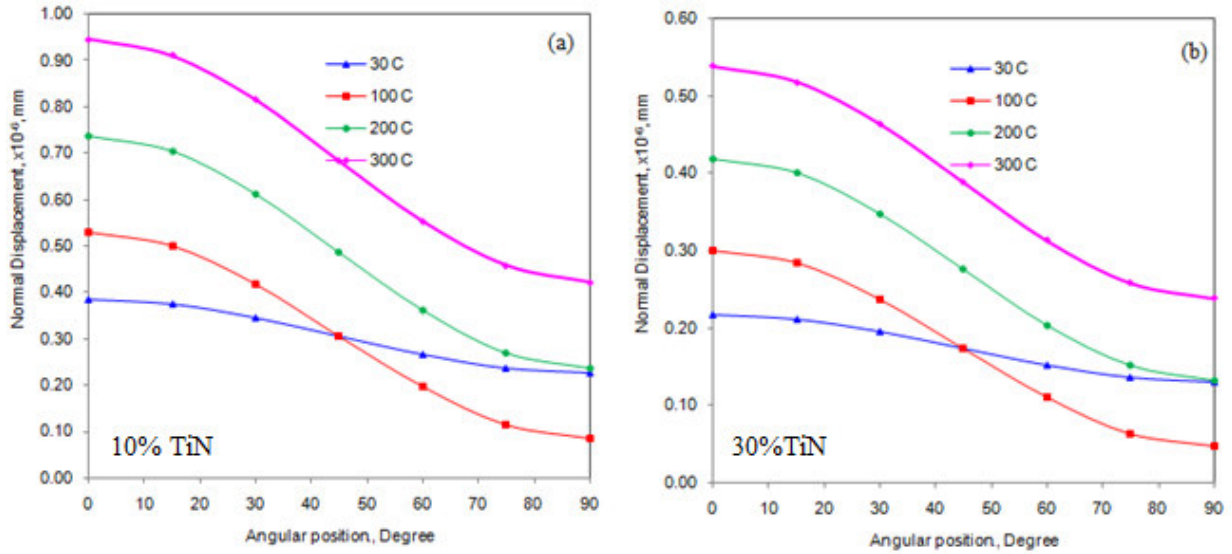 1.00
0.90
0.80
0.70
0.60
0.50
0.40
0.30
0.20
0.10
0.00
Normal Displacement, mm
(a)
30 C
100 C
200 C
300 C
10% TiN
0 10 20 30 40 50 60 70 80 90
Angular position., Degree
0.60
0.50
0.40
0.30
0.20
0.10
0.00
Normal Displacement, mm
(b)
30 C
100 C
200 C
300 C
30%TiN
0 10 20 30 40 50 60 70 80 90
Angular position., Degree